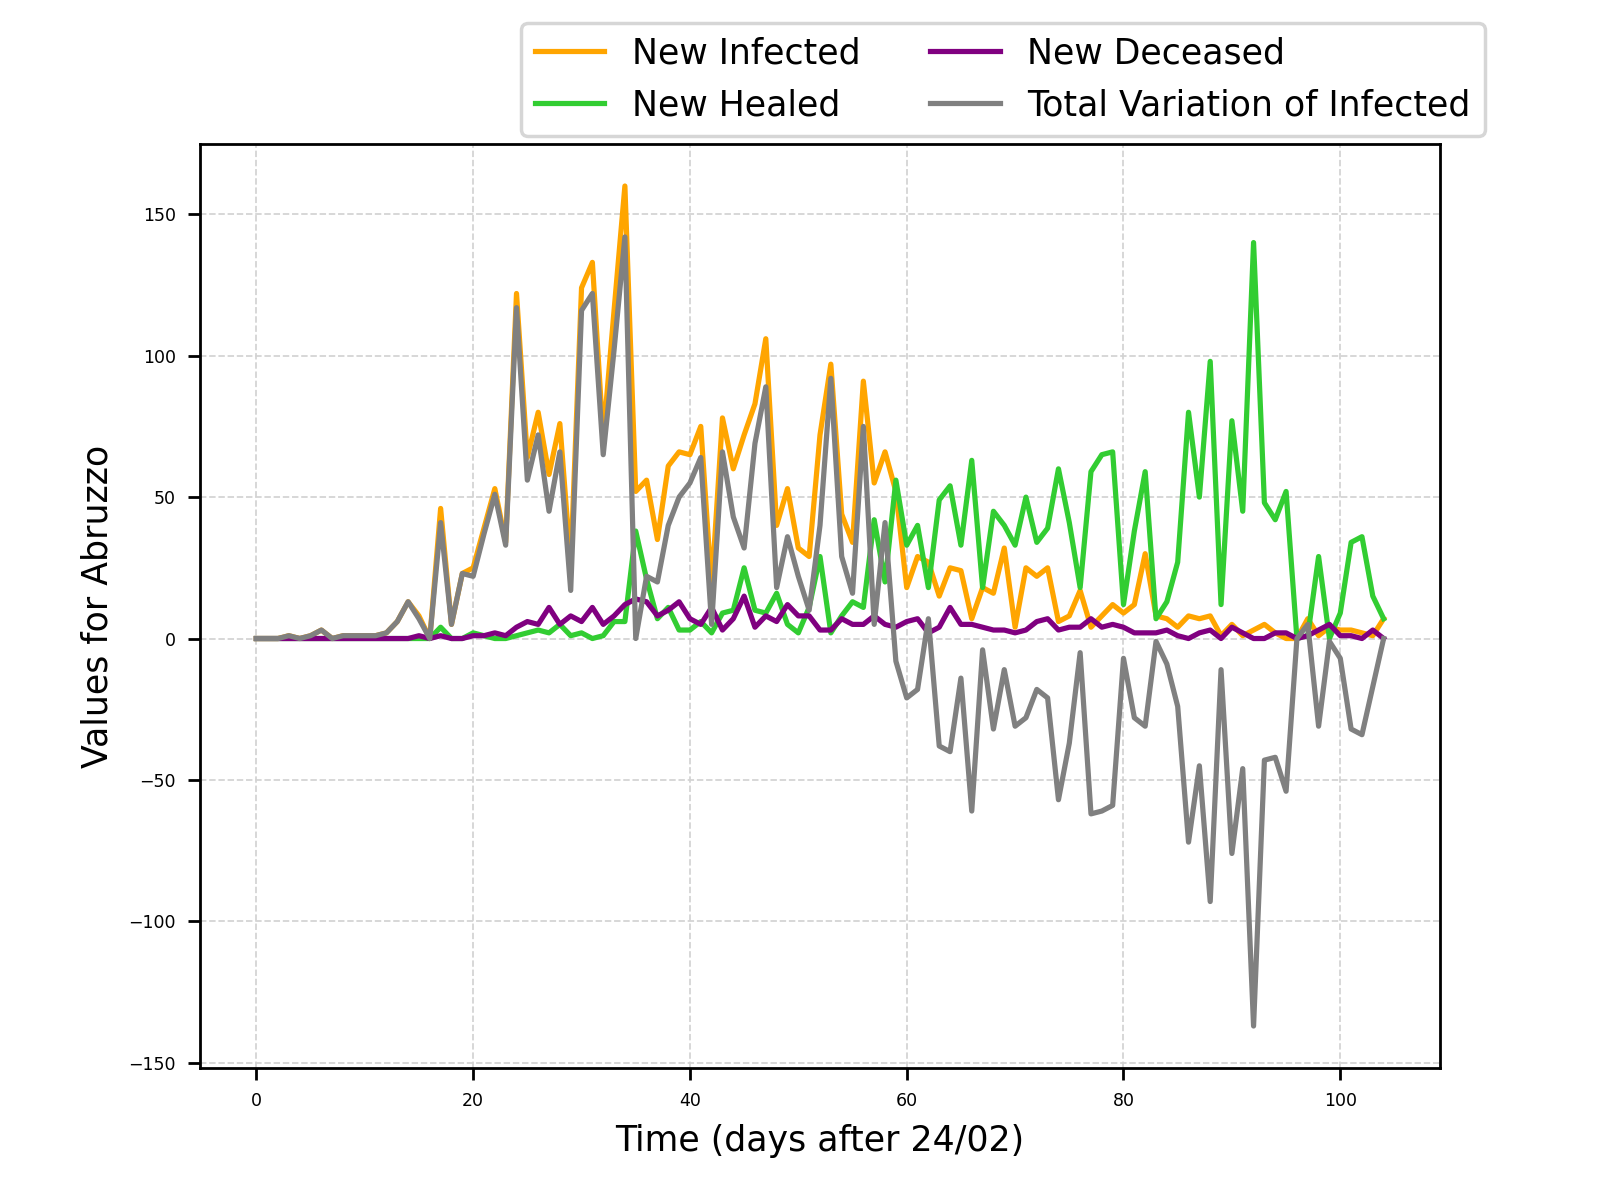 New Infected
New Healed
New Deceased
Total Variation of Infected
Values for Abruzzo
150
100
50
0
−50
−100
−150
0 20 40 60 80 100
Time (days after 24/02)